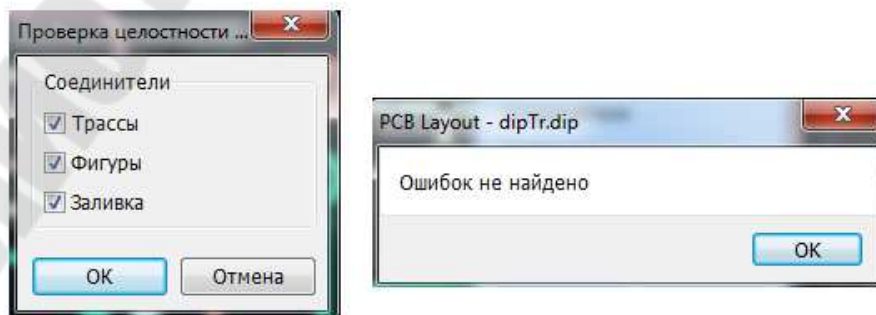 Проверка целостности ...
Соединители
Трассы
Фигуры
Заливка
OK
Отмена
PCB Layout - dipTr.dip
Ошибок не найдено
OK